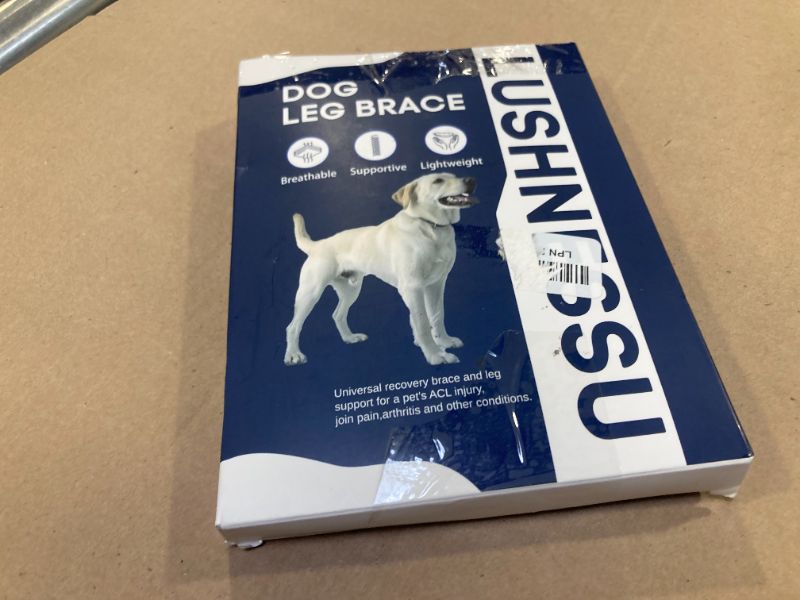 DOG
LEG BRACE
Breathable
Supportive
Lightweight
Universal recovery brace and leg
support for a pet's ACL injury,
join pain,arthritis and other conditions.
LPN